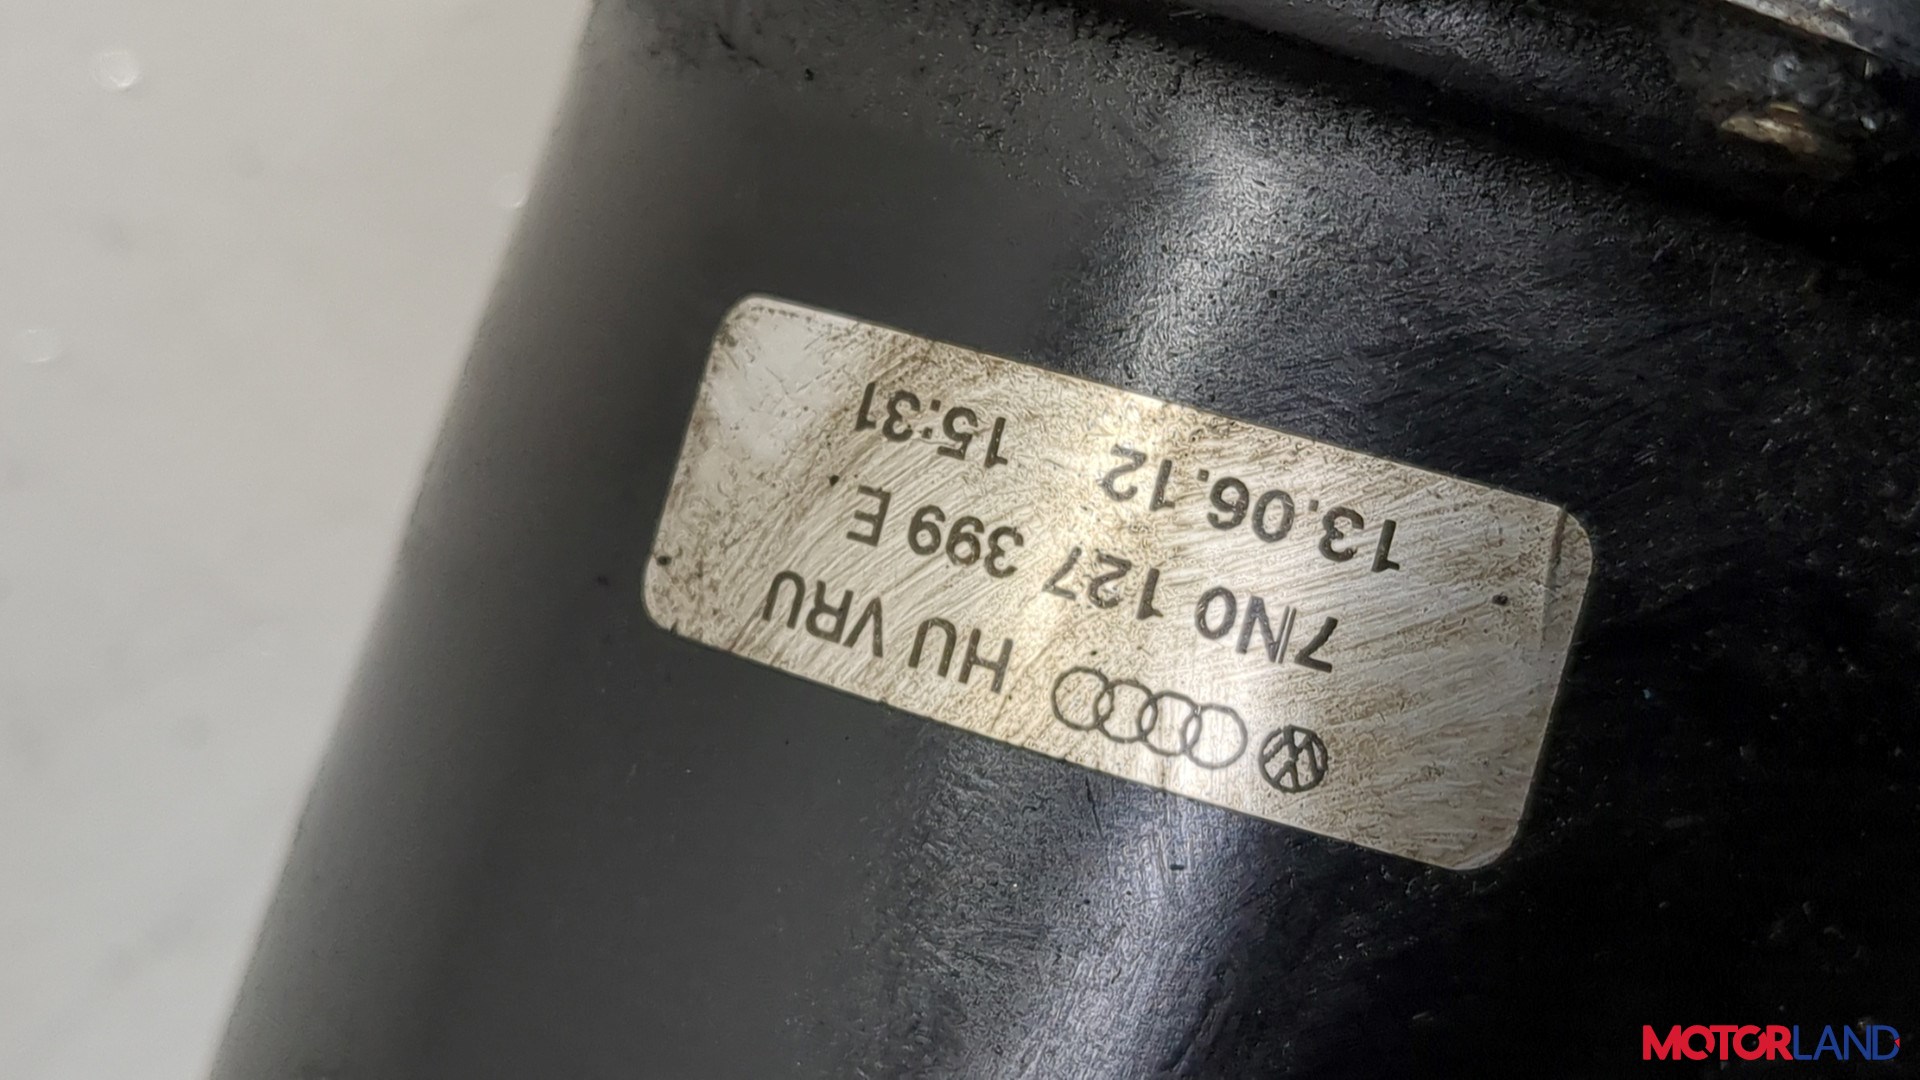 HU VRU
7N0 127 399 E
13.06.12 15:31
MOTORLAND